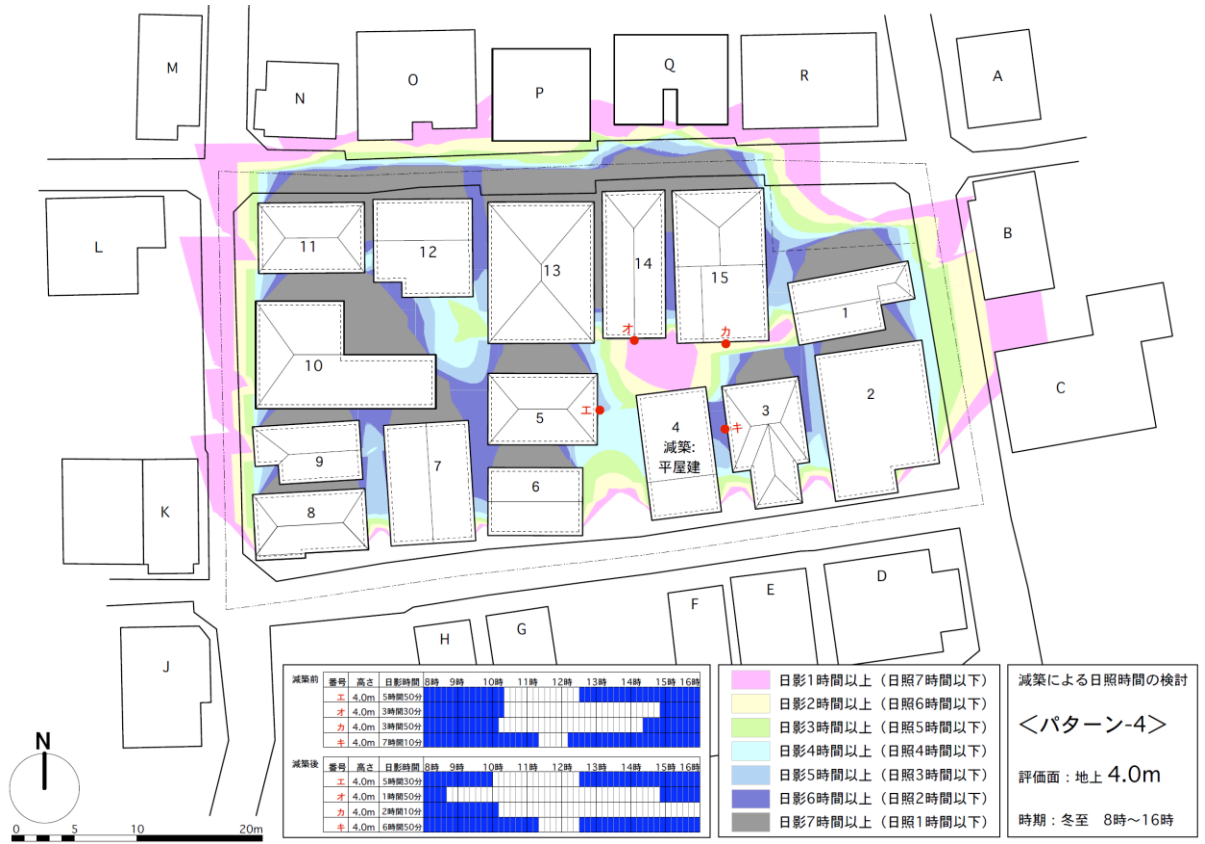 M
N
O
P
Q
R
A
L
B
11
12
13
14
15
1
オ
カ
10
C
5
エ
4
減築:
平屋建
キ
3
2
9
7
6
8
K
J
H
G
F
E
D
N
0 5 10 20m
減築前 番号 高さ 日影時間 8時 9時 10時 11時 12時 13時 14時 15時 16時
エ 4.0m 5時間50分
オ 4.0m 3時間30分
カ 4.0m 3時間50分
キ 4.0m 7時間10分
減築後 番号 高さ 日影時間 8時 9時 10時 11時 12時 13時 14時 15時 16時
エ 4.0m 5時間30分
オ 4.0m 1時間50分
カ 4.0m 2時間10分
キ 4.0m 6時間50分
日影1時間以上（日照7時間以下）
日影2時間以上（日照6時間以下）
日影3時間以上（日照5時間以下）
日影4時間以上（日照4時間以下）
日影5時間以上（日照3時間以下）
日影6時間以上（日照2時間以下）
日影7時間以上（日照1時間以下）
減築による日照時間の検討
＜パターン-4＞
評価面：地上 4.0m
時期：冬至 8時〜16時